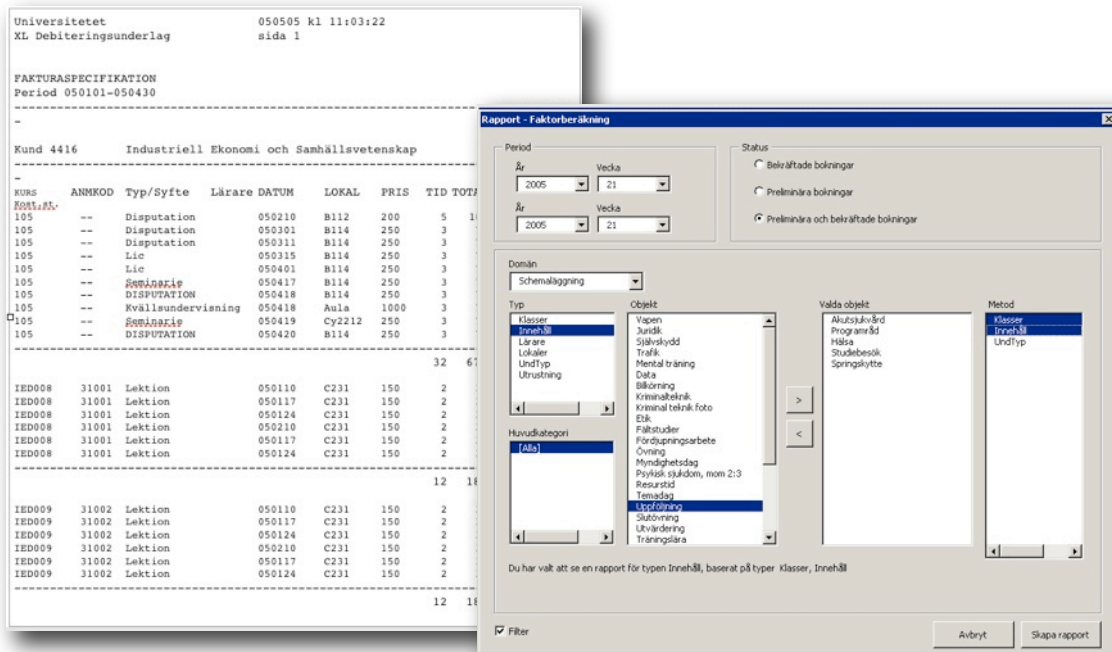 Universitetet 050505 kl 11:03:22
XL Debiteringsunderlag sida 1
FAKTURASPECIFIKATION
Period 050101-050430
Kund 4416 Industriell Ekonomi och Samhällsvetenskap
KURS ANMKOD Typ/Syfte Lärare DATUM LOKAL PRIS TID
Kost.st.
105 -- Disputation 050210 B112 200 5
105 -- Disputation 050301 B114 250 3
105 -- Disputation 050311 B114 250 3
105 -- Lic 050315 B114 250 3
105 -- Lic 050401 B114 250 3
105 -- Seminarie 050417 B114 250 3
105 -- DISPUTATION 050418 B114 250 3
105 -- Kvällsundervisning 050418 Aula 1000 3
105 -- Seminarie 050419 Cy2212 250 3
105 -- DISPUTATION 050420 B114 250 3
32 67
IED008 31001 Lektion 050110 C231 150 2
IED008 31001 Lektion 050117 C231 150 2
IED008 31001 Lektion 050124 C231 150 2
IED008 31001 Lektion 050210 C231 150 2
IED008 31001 Lektion 050117 C231 150 2
IED008 31001 Lektion 050124 C231 150 2
12 18
IED009 31002 Lektion 050110 C231 150 2
IED009 31002 Lektion 050117 C231 150 2
IED009 31002 Lektion 050124 C231 150 2
IED009 31002 Lektion 050210 C231 150 2
IED009 31002 Lektion 050117 C231 150 2
IED009 31002 Lektion 050124 C231 150 2
12 18
Rapport - Faktorberäkning
Period
År Vecka
2005 21
År Vecka
2005 21
Status
Bekräftade bokningar
Preliminära bokningar
Preliminära och bekräftade bokningar
Domän
Schemaläggning
Typ
Klasser
Innehåll
Lärare
Lokaler
UndTyp
Utrustning
Huvudkategori
[Alla]
Objekt
Vapen
Juridik
Självskydd
Trafik
Mental träning
Data
Bilkörning
Kriminalteknik
Kriminal teknik foto
Etik
Fältstudier
Fördjupningsarbete
Övning
Myndighetsdag
Psykisk sjukdom, mom 2:3
Resurstid
Temadag
Uppföljning
Slutövning
Utvärdering
Träningslära
>
<
Valda objekt
Akutsjukvård
Programråd
Hälsa
Studiebesök
Springskytte
Metod
Klasser
Innehåll
UndTyp
Du har valt att se en rapport för typen Innehåll, baserat på typer Klasser, Innehåll
Filter
Avbryt Skapa rapport